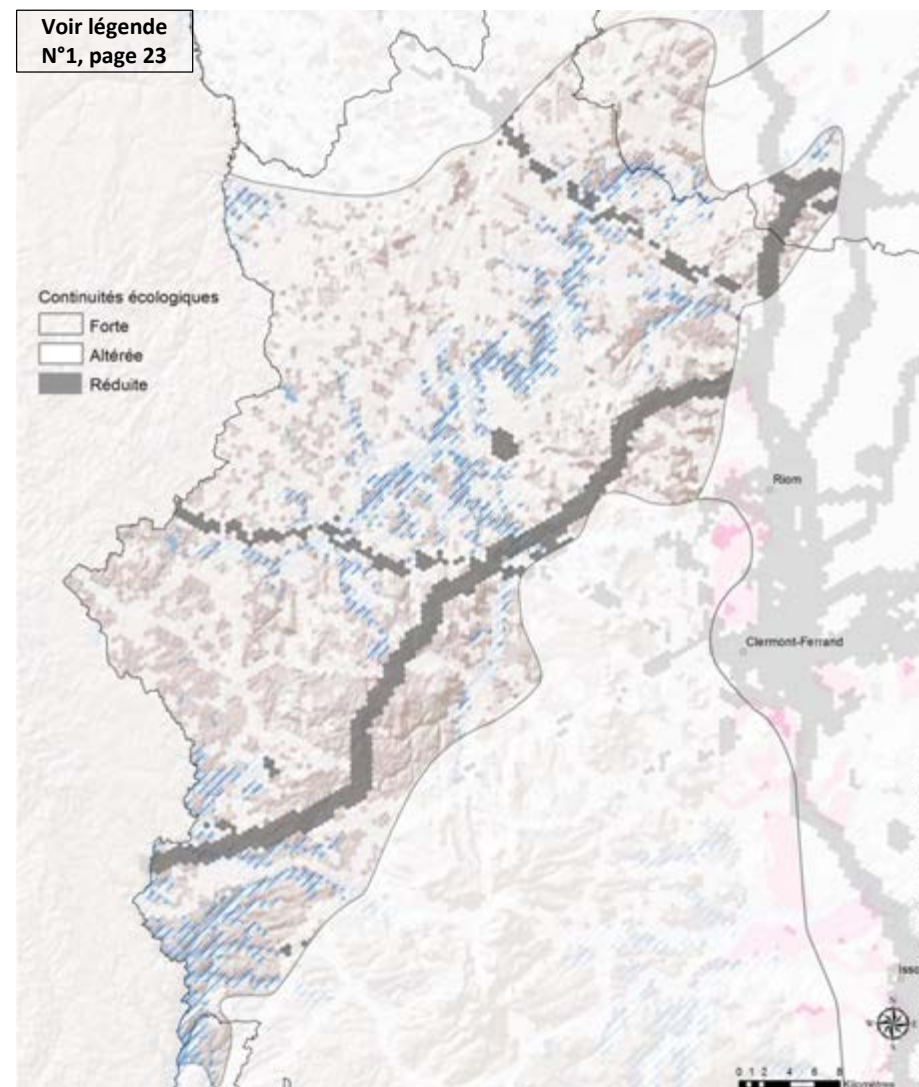 Voir légende
N°1, page 23
Continuités écologiques
Forte
Altérée
Réduite
Riom
Clermont-Ferrand
N
W
E
S
0 1 2 4 6 8
Kilomètres